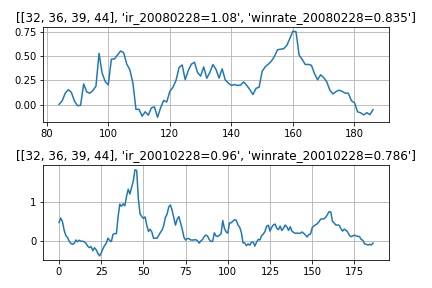 [[32, 36, 39, 44], 'ir_20080228=1.08', 'winrate_20080228=0.835']
0.75
0.50
0.25
0.00
80 100 120 140 160 180
[[32, 36, 39, 44], 'ir_20010228=0.96', 'winrate_20010228=0.786']
1
0
0 25 50 75 100 125 150 175